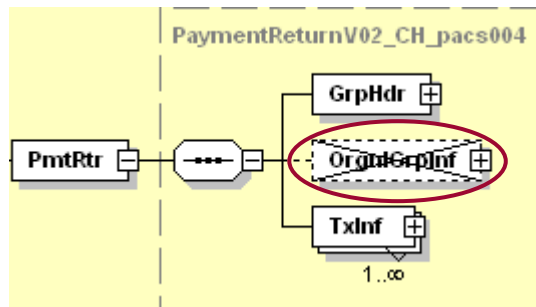 PaymentReturnV02_CH_pacs004
GrpHdr
PmtRtr
OrgnlGrpInf
TxInf
1..∞